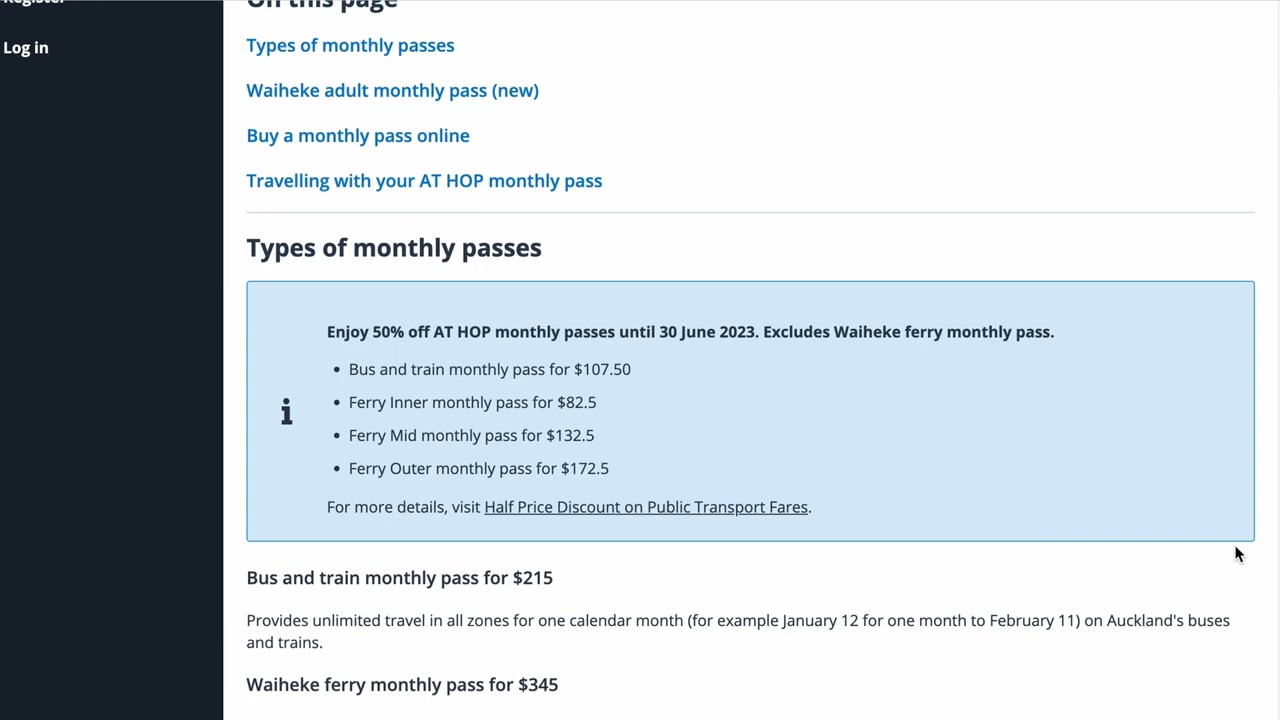 Register
On this page
Log in
Types of monthly passes
Waiheke adult monthly pass (new)
Buy a monthly pass online
Travelling with your AT HOP monthly pass
Types of monthly passes
Enjoy 50% off AT HOP monthly passes until 30 June 2023. Excludes Waiheke ferry monthly pass.
• Bus and train monthly pass for $107.50
• Ferry Inner monthly pass for $82.5
• Ferry Mid monthly pass for $132.5
• Ferry Outer monthly pass for $172.5
For more details, visit Half Price Discount on Public Transport Fares.
Bus and train monthly pass for $215
Provides unlimited travel in all zones for one calendar month (for example January 12 for one month to February 11) on Auckland's buses
and trains.
Waiheke ferry monthly pass for $345